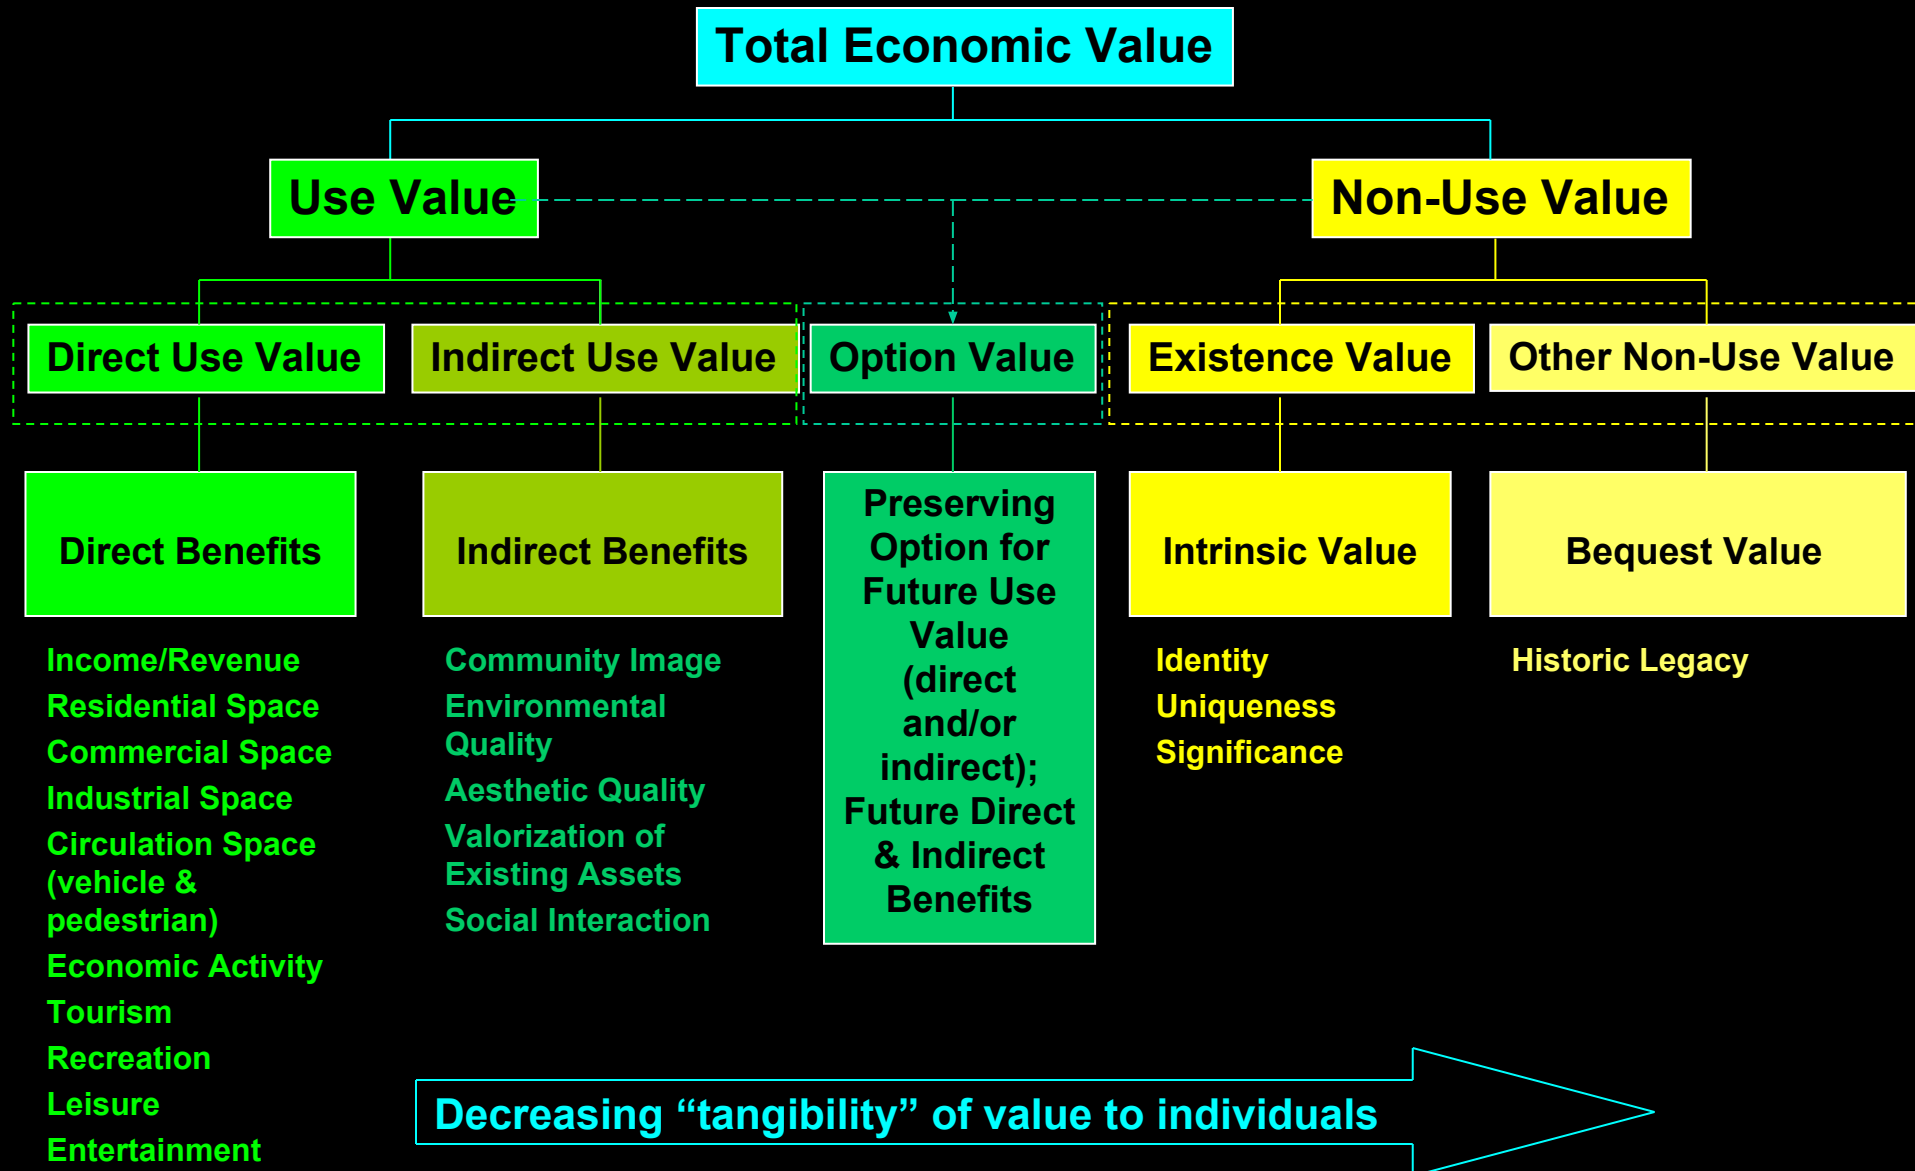 Total Economic Value
Use Value
Non-Use Value
Direct Use Value
Indirect Use Value
Option Value
Existence Value
Other Non-Use Value
Direct Benefits
Indirect Benefits
Preserving
Option for
Future Use
Value
(direct
and/or
indirect);
Future Direct
& Indirect
Benefits
Intrinsic Value
Bequest Value
Income/Revenue
Residential Space
Commercial Space
Industrial Space
Circulation Space
(vehicle &
pedestrian)
Economic Activity
Tourism
Recreation
Leisure
Entertainment
Community Image
Environmental
Quality
Aesthetic Quality
Valorization of
Existing Assets
Social Interaction
Identity
Uniqueness
Significance
Historic Legacy
Decreasing “tangibility” of value to individuals